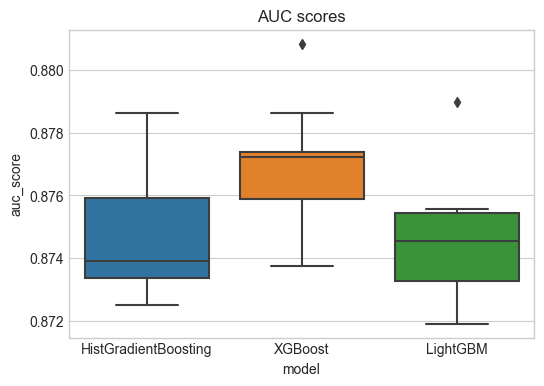 AUC scores
0.880
0.878
0.876
0.874
0.872
auc_score
HistGradientBoosting XGBoost LightGBM
model